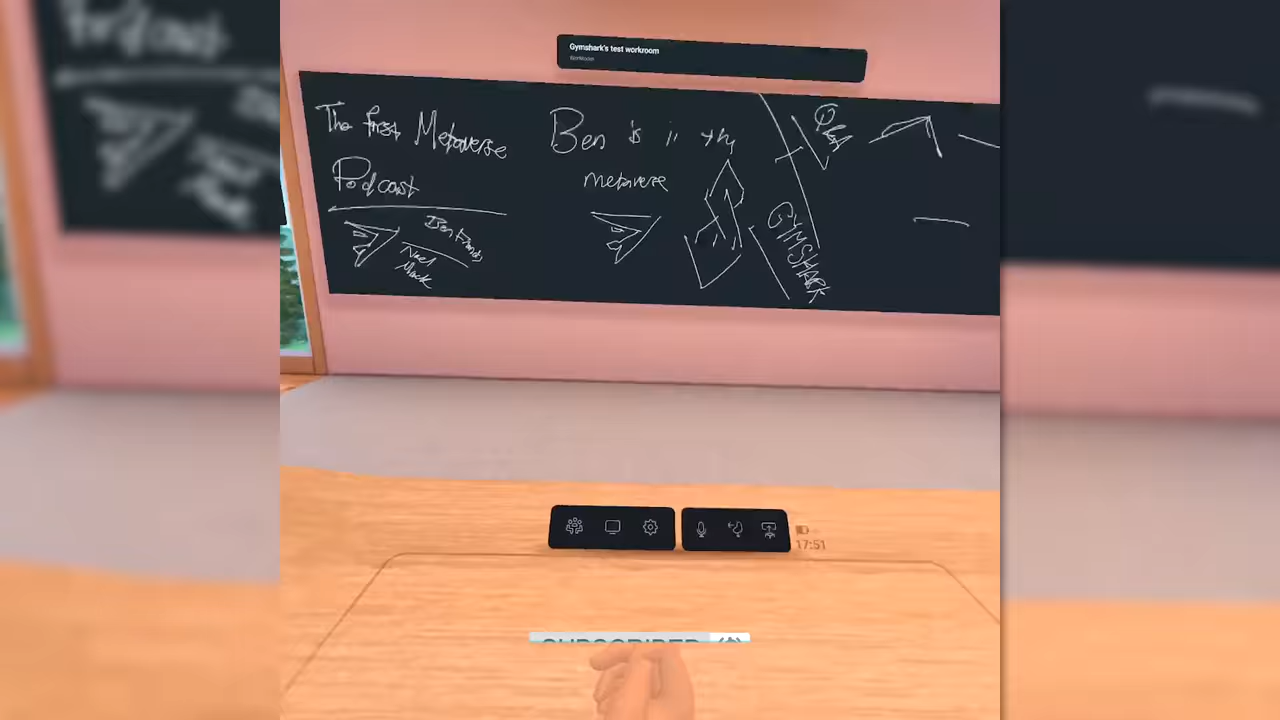 Gymshark's test workroom
The first Metaverse
Podcast
Ben Francis
Noel
Mack
Ben is in the
metaverse
GYMSHARK
17:51